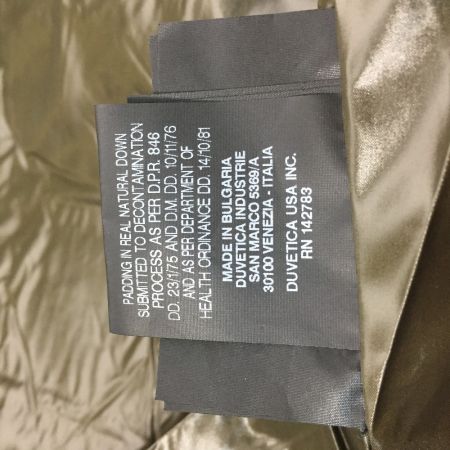 PADDING IN REAL NATURAL DOWN
SUBMITTED TO DECONTAMINATION
PROCESS AS PER D.P.R. 846
DD. 23/1/75 AND D.M. DD. 10/11/76
AND AS PER DEPARTMENT OF
HEALTH ORDINANCE DD. 14/10/81
MADE IN BULGARIA
DUVETICA INDUSTRIE
SAN MARCO 5369/A
30100 VENEZIA - ITALIA
DUVETICA USA INC.
RN 142783